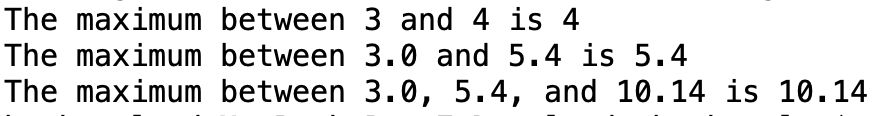 The maximum between 3 and 4 is 4
The maximum between 3.0 and 5.4 is 5.4
The maximum between 3.0, 5.4, and 10.14 is 10.14